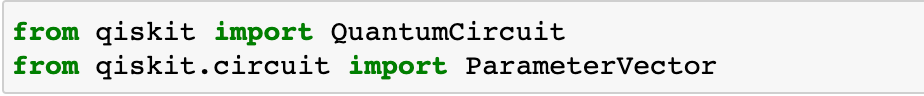 from qiskit import QuantumCircuit
from qiskit.circuit import ParameterVector